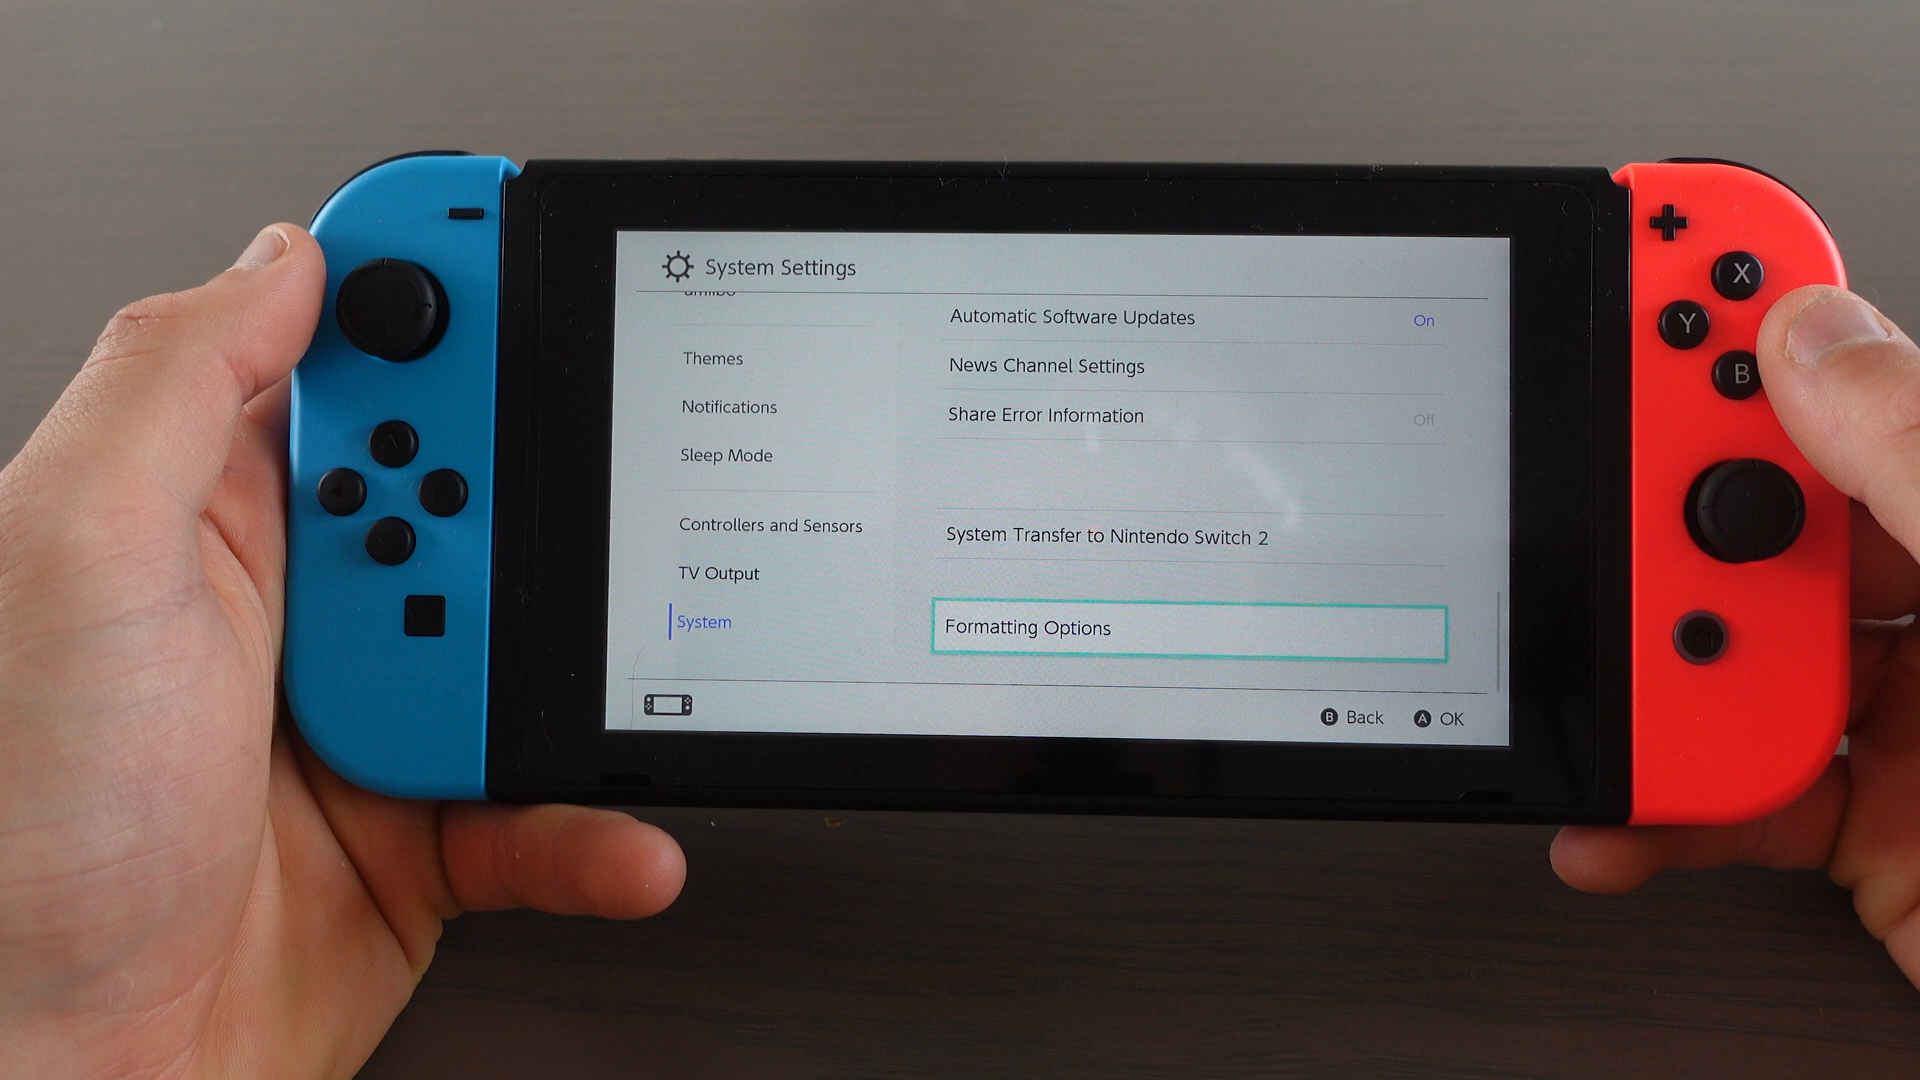 System Settings
amiibo
Themes
Notifications
Sleep Mode
Controllers and Sensors
TV Output
System
Automatic Software Updates On
News Channel Settings
Share Error Information Off
System Transfer to Nintendo Switch 2
Formatting Options
B Back A OK
X
Y
B